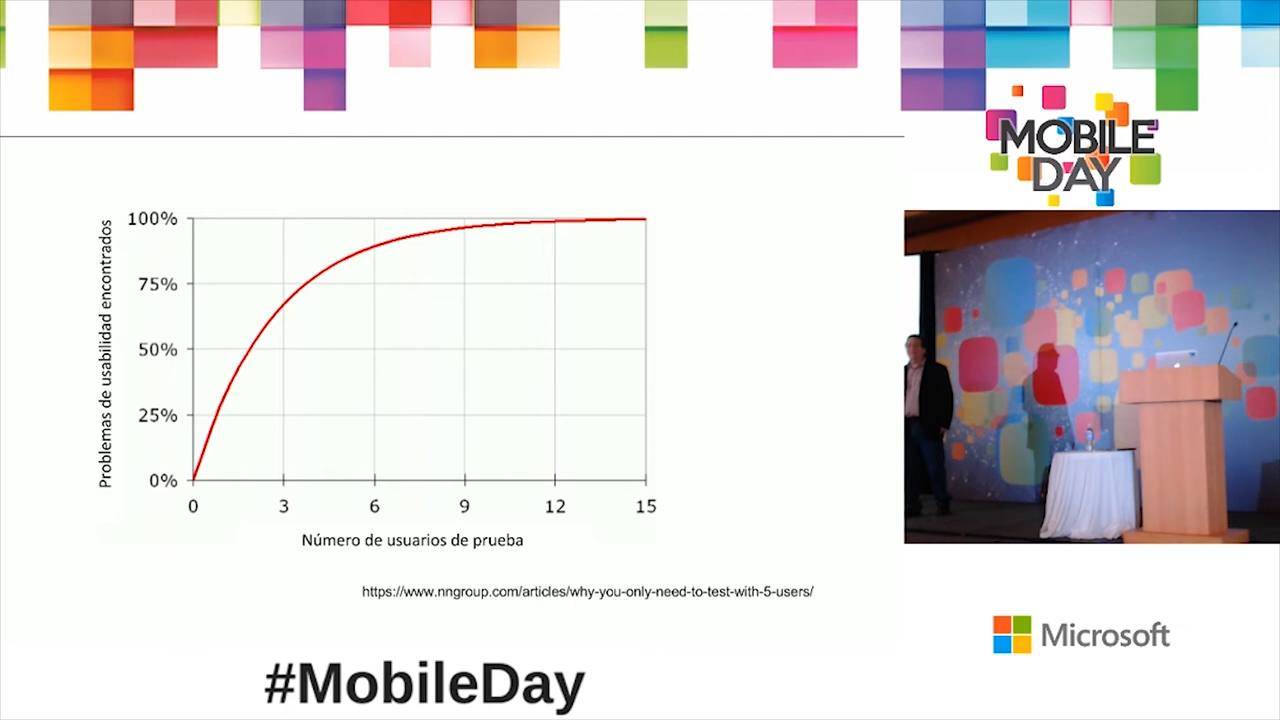 MOBILE
DAY
Problemas de usabilidad encontrados
100%
75%
50%
25%
0%
0 3 6 9 12 15
Número de usuarios de prueba
https://www.nngroup.com/articles/why-you-only-need-to-test-with-5-users/
Microsoft
#MobileDay